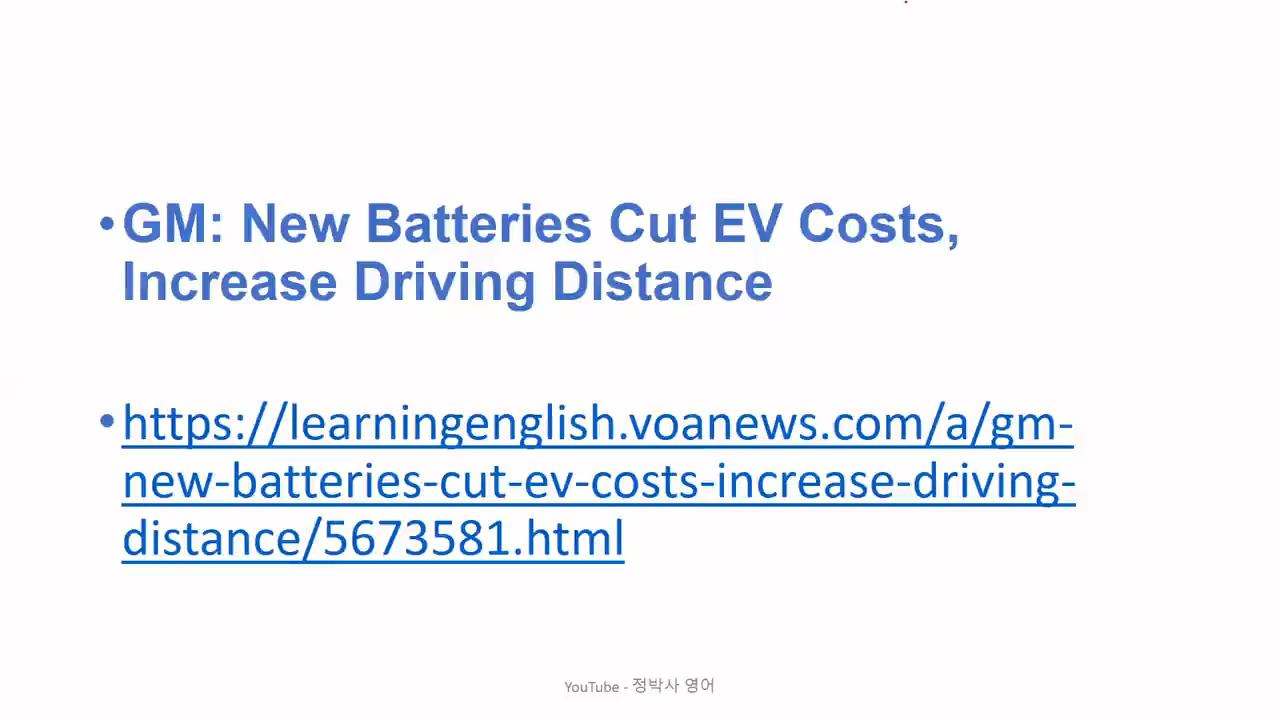 •GM: New Batteries Cut EV Costs,
Increase Driving Distance
•https://learningenglish.voanews.com/a/gm-
new-batteries-cut-ev-costs-increase-driving-
distance/5673581.html
YouTube - 정박사 영어